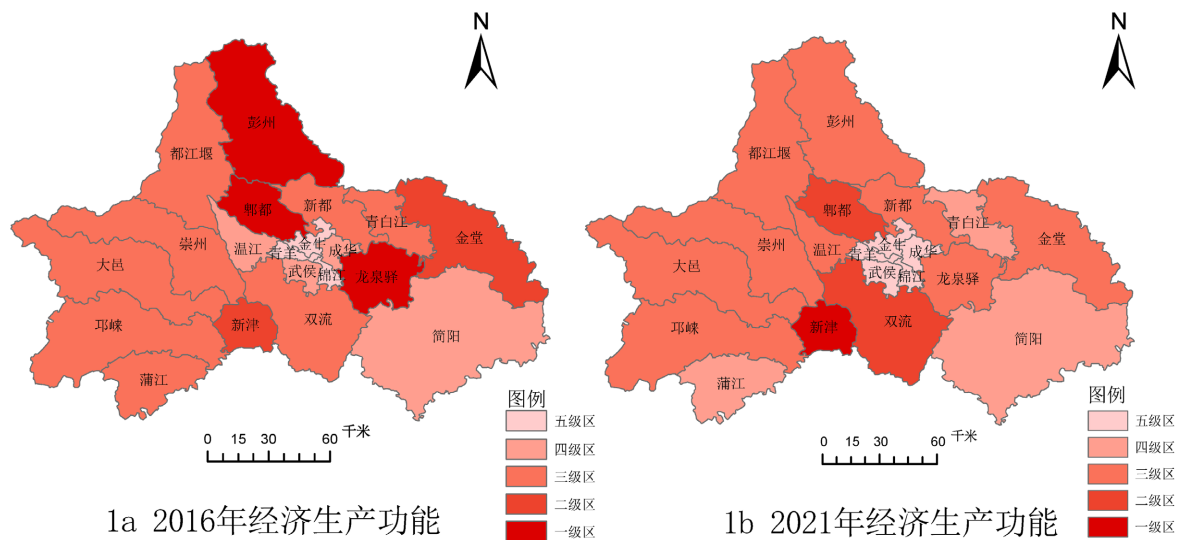 N
彭州
都江堰
郫都
新都
青白江
金堂
崇州
温江
金牛
青羊
成华
大邑
武侯
锦江
龙泉驿
新津
双流
邛崃
简阳
蒲江
图例
五级区
四级区
三级区
二级区
一级区
0 15 30 60 千米
1a 2016年经济生产功能
N
彭州
都江堰
郫都
新都
青白江
金堂
崇州
温江
金牛
青羊
成华
大邑
武侯
锦江
龙泉驿
新津
双流
邛崃
简阳
蒲江
图例
五级区
四级区
三级区
二级区
一级区
0 15 30 60 千米
1b 2021年经济生产功能